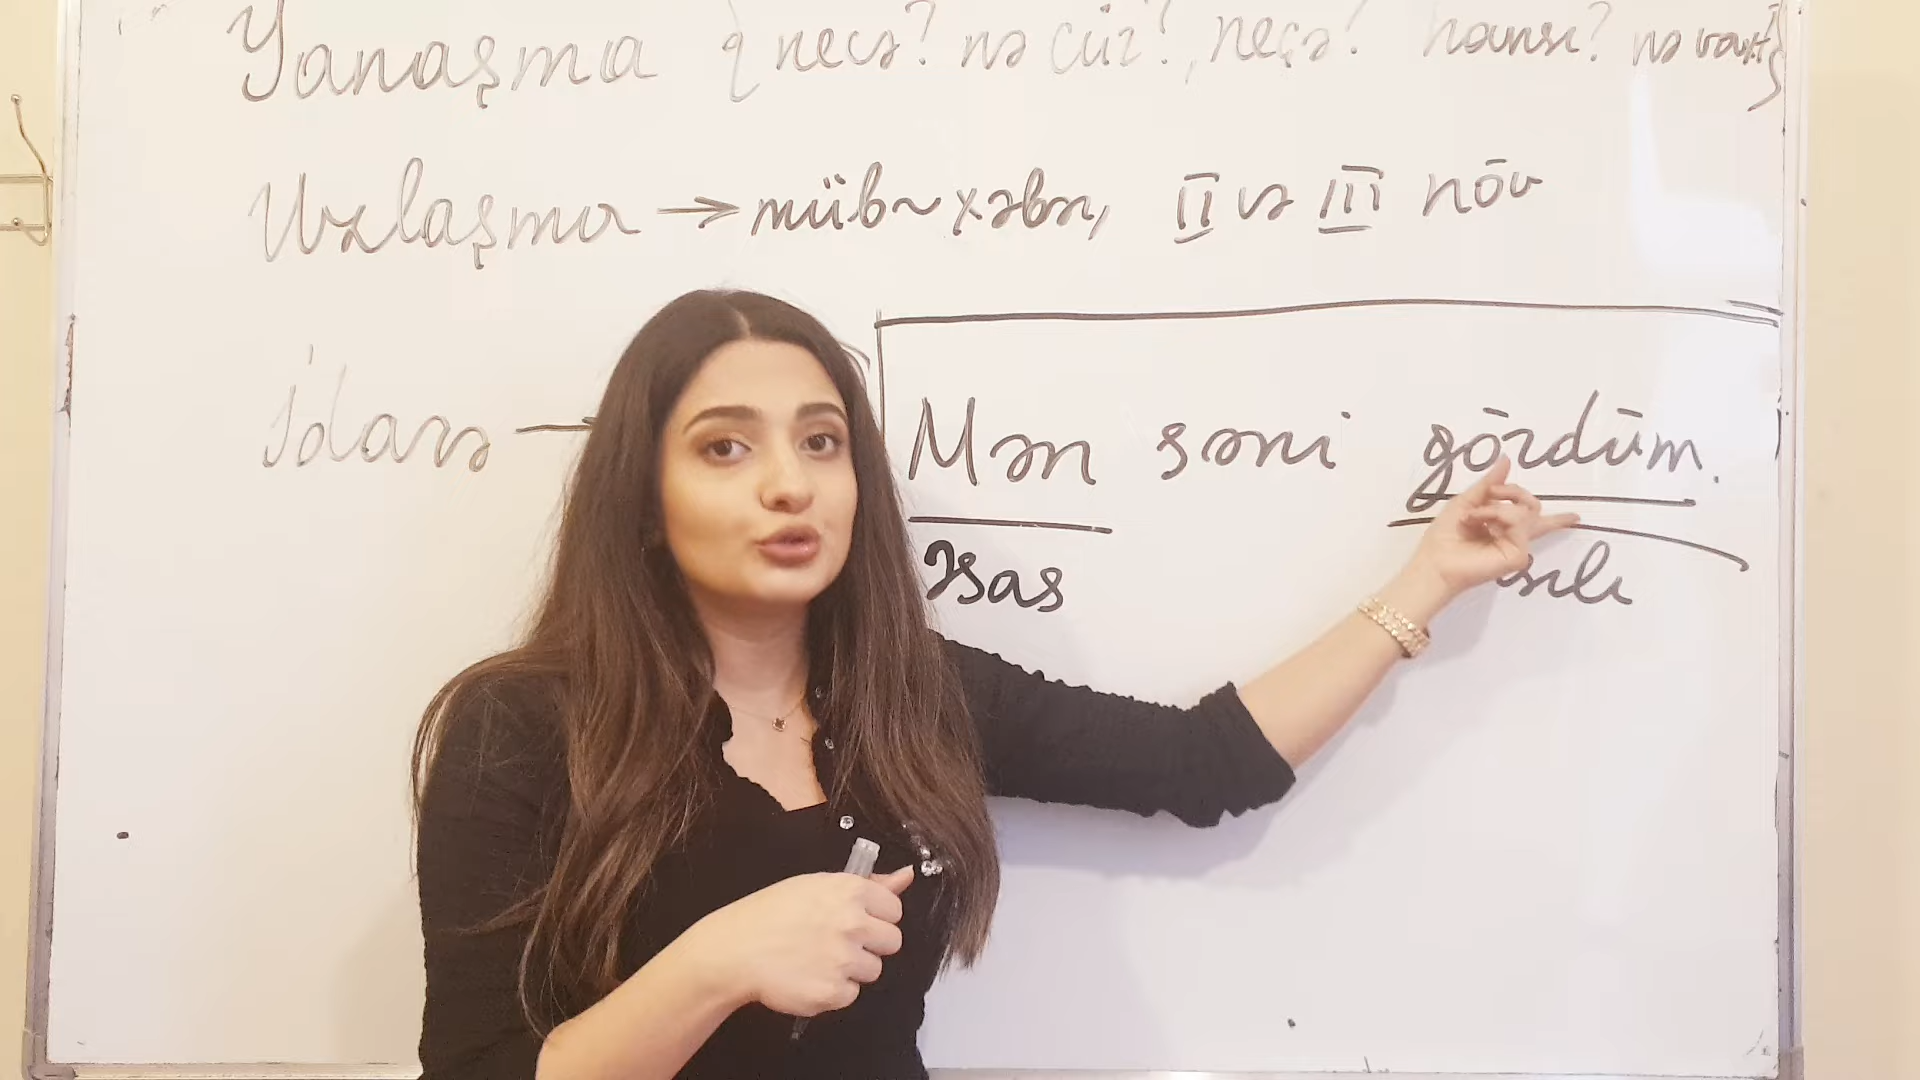 Yanaşma { necə? nə cür?, neçə? hansı? nə vaxt}
Uzlaşma → müb~xəbər, II və III növ
İdarə →
Mən səni gördüm.
Əsas